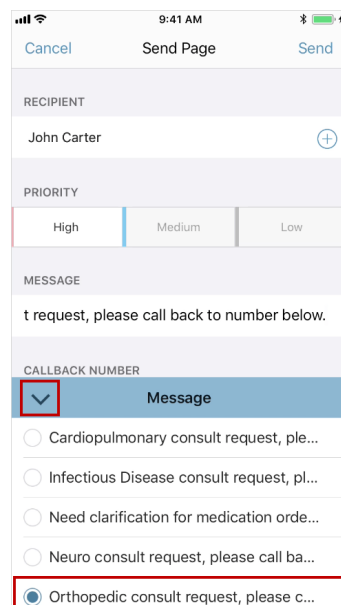 9:41 AM
Cancel Send Page Send
RECIPIENT
John Carter
PRIORITY
High Medium Low
MESSAGE
t request, please call back to number below.
CALLBACK NUMBER
Message
Cardiopulmonary consult request, ple...
Infectious Disease consult request, pl...
Need clarification for medication orde...
Neuro consult request, please call ba...
Orthopedic consult request, please c...